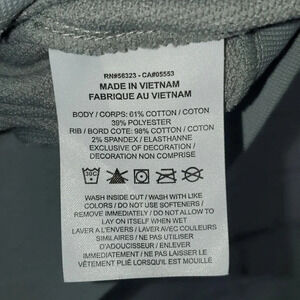 RN#56323 - CA#05553
MADE IN VIETNAM
FABRIQUE AU VIETNAM
BODY / CORPS: 61% COTTON / COTON
39% POLYESTER
RIB / BORD COTE: 98% COTTON / COTON
2% SPANDEX / ELASTHANNE
EXCLUSIVE OF DECORATION /
DECORATION NON COMPRISE
30C
WASH INSIDE OUT / WASH WITH LIKE
COLORS / DO NOT USE SOFTENERS /
REMOVE IMMEDIATELY / DO NOT ALLOW TO
LAY ON ITSELF WHEN WET
LAVER A L'ENVERS / LAVER AVEC COULEURS
SIMILAIRES / NE PAS UTILISER
D'ADOUCISSEUR / ENLEVER
IMMEDIATEMENT / NE PAS LAISSER LE
VÊTEMENT PLIÉ LORSQU'IL EST MOUILLÉ